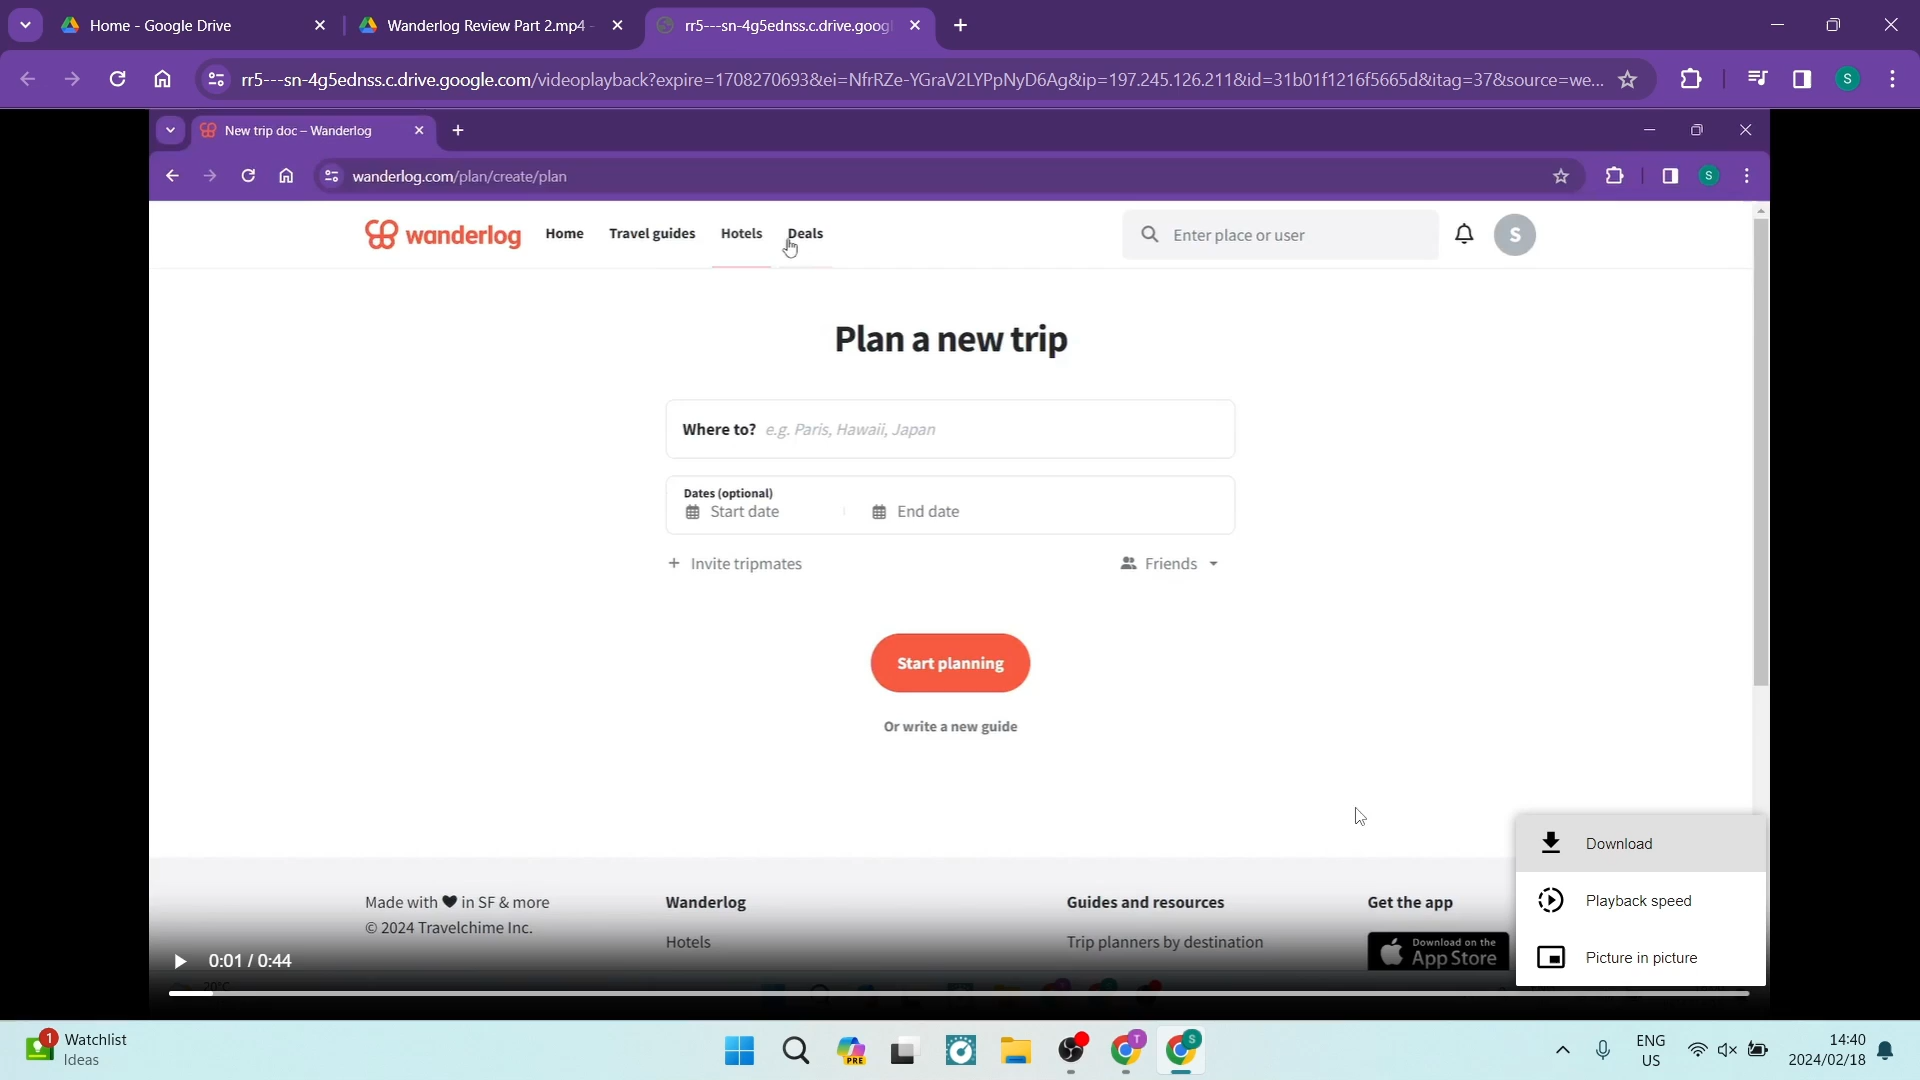 Home - Google Drive
Wanderlog Review Part 2.mp4 -
rr5---sn-4g5ednss.c.drive.googl
rr5---sn-4g5ednss.c.drive.google.com/videoplayback?expire=1708270693&ei=NfrRZe-YGraV2LYPpNyD6Ag&ip=197.245.126.211&id=31b01f1216f5665d&itag=37&source=we...
S
New trip doc – Wanderlog
wanderlog.com/plan/create/plan
S
wanderlog
Home
Travel guides
Hotels
Deals
Enter place or user
S
Plan a new trip
Where to? e.g. Paris, Hawaii, Japan
Dates (optional)
Start date
End date
+ Invite tripmates
Friends
Start planning
Or write a new guide
Made with ♥ in SF & more
© 2024 Travelchime Inc.
Wanderlog
Hotels
Guides and resources
Trip planners by destination
Get the app
Download on the
App Store
Download
Playback speed
Picture in picture
0:01 / 0:44
20°C
1
Watchlist
Ideas
PRE
T
S
ENG
US
14:40
2024/02/18